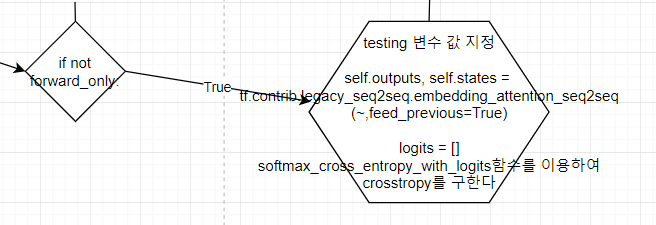 if not
forward_only:
True
testing 변수 값 지정
self.outputs, self.states =
tf.contrib.legacy_seq2seq.embedding_attention_seq2seq
(~,feed_previous=True)
logits = []
softmax_cross_entropy_with_logits함수를 이용하여
crosstropy를 구한다